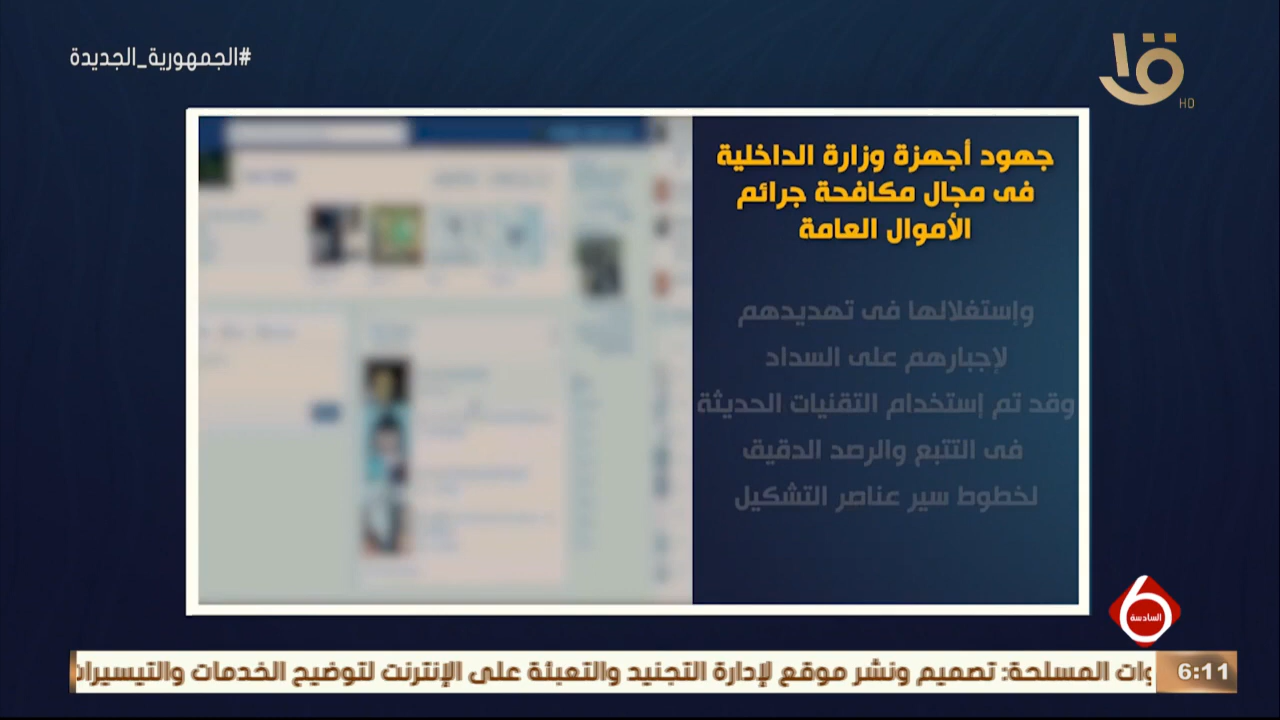 #الجمهورية_الجديدة
HD
جهود أجهزة وزارة الداخلية
فى مجال مكافحة جرائم
الأموال العامة
وإستغلالها فى تهديدهم
لإجبارهم على السداد
وقد تم إستخدام التقنيات الحديثة
فى التتبع والرصد الدقيق
لخطوط سير عناصر التشكيل
6
السادسة
وات المسلحة: تصميم ونشر موقع لإدارة التجنيد والتعبئة على الإنترنت لتوضيح الخدمات والتيسيرات
6:11